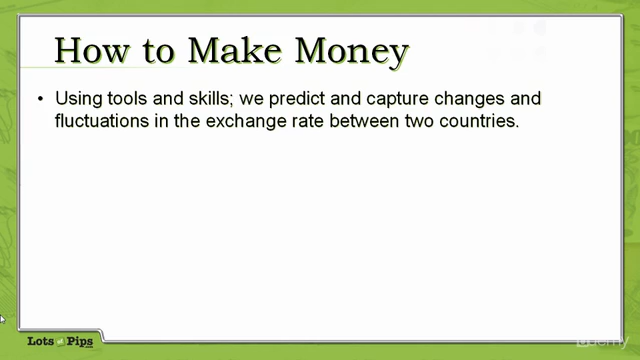 How to Make Money
• Using tools and skills; we predict and capture changes and
fluctuations in the exchange rate between two countries.
Lots of Pips